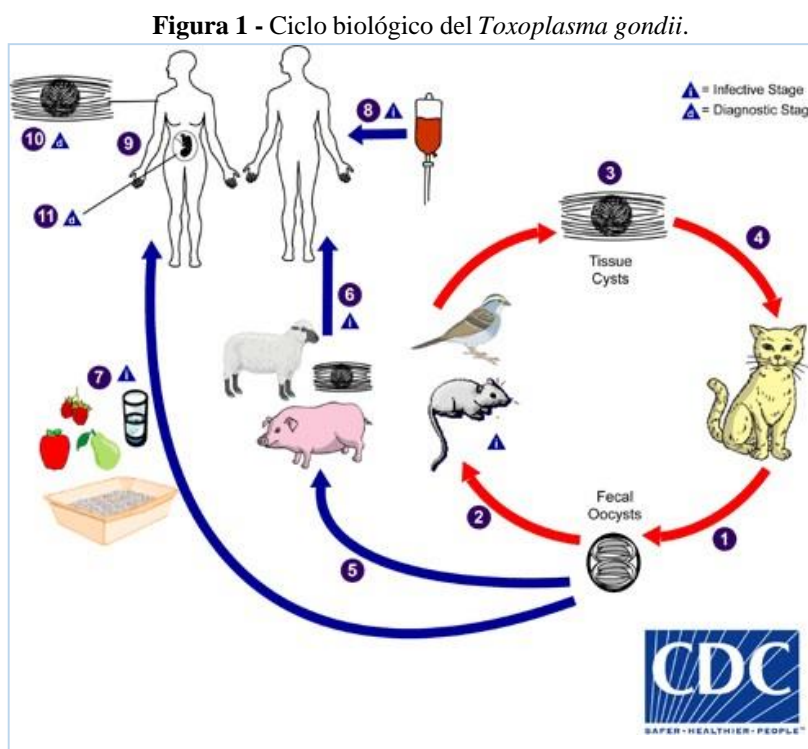 Figura 1 - Ciclo biológico del Toxoplasma gondii.
i = Infective Stage
d = Diagnostic Stag
8 i
10 d
9
3
Tissue
Cysts
4
11 d
6
i
7 i
i
2
Fecal
Oocysts
1
5
CDC
SAFER•HEALTHIER•PEOPLE™